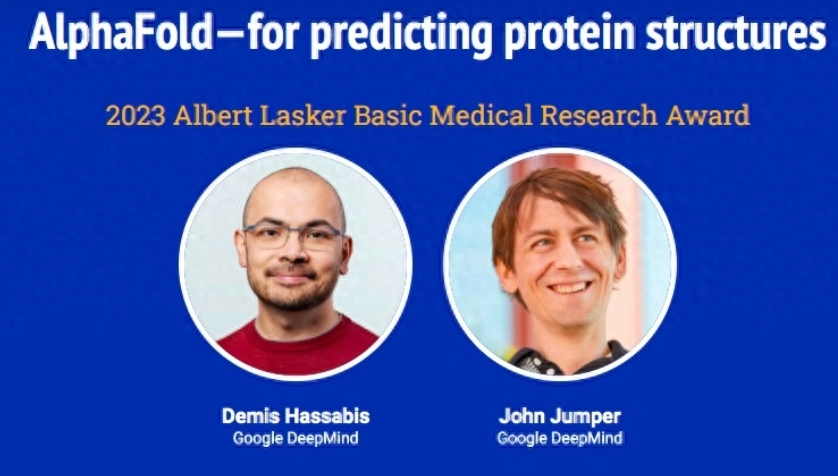 AlphaFold—for predicting protein structures
2023 Albert Lasker Basic Medical Research Award
Demis Hassabis
Google DeepMind
John Jumper
Google DeepMind